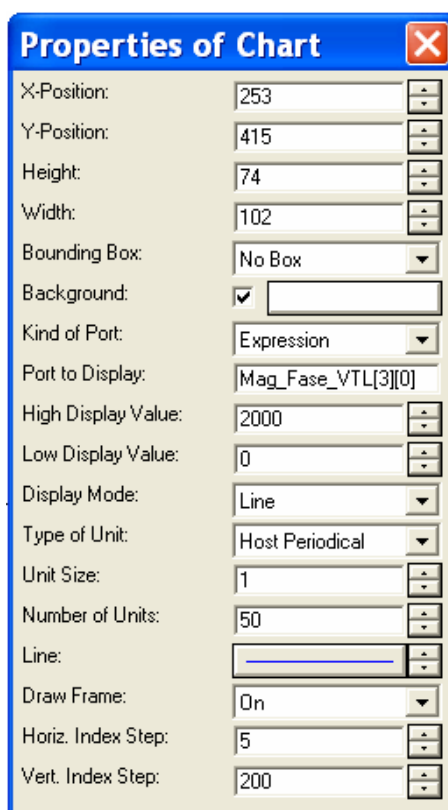 Properties of Chart
X-Position: 253
Y-Position: 415
Height: 74
Width: 102
Bounding Box: No Box
Background:
Kind of Port: Expression
Port to Display: Mag_Fase_VTL[3][0]
High Display Value: 2000
Low Display Value: 0
Display Mode: Line
Type of Unit: Host Periodical
Unit Size: 1
Number of Units: 50
Line:
Draw Frame: On
Horiz. Index Step: 5
Vert. Index Step: 200